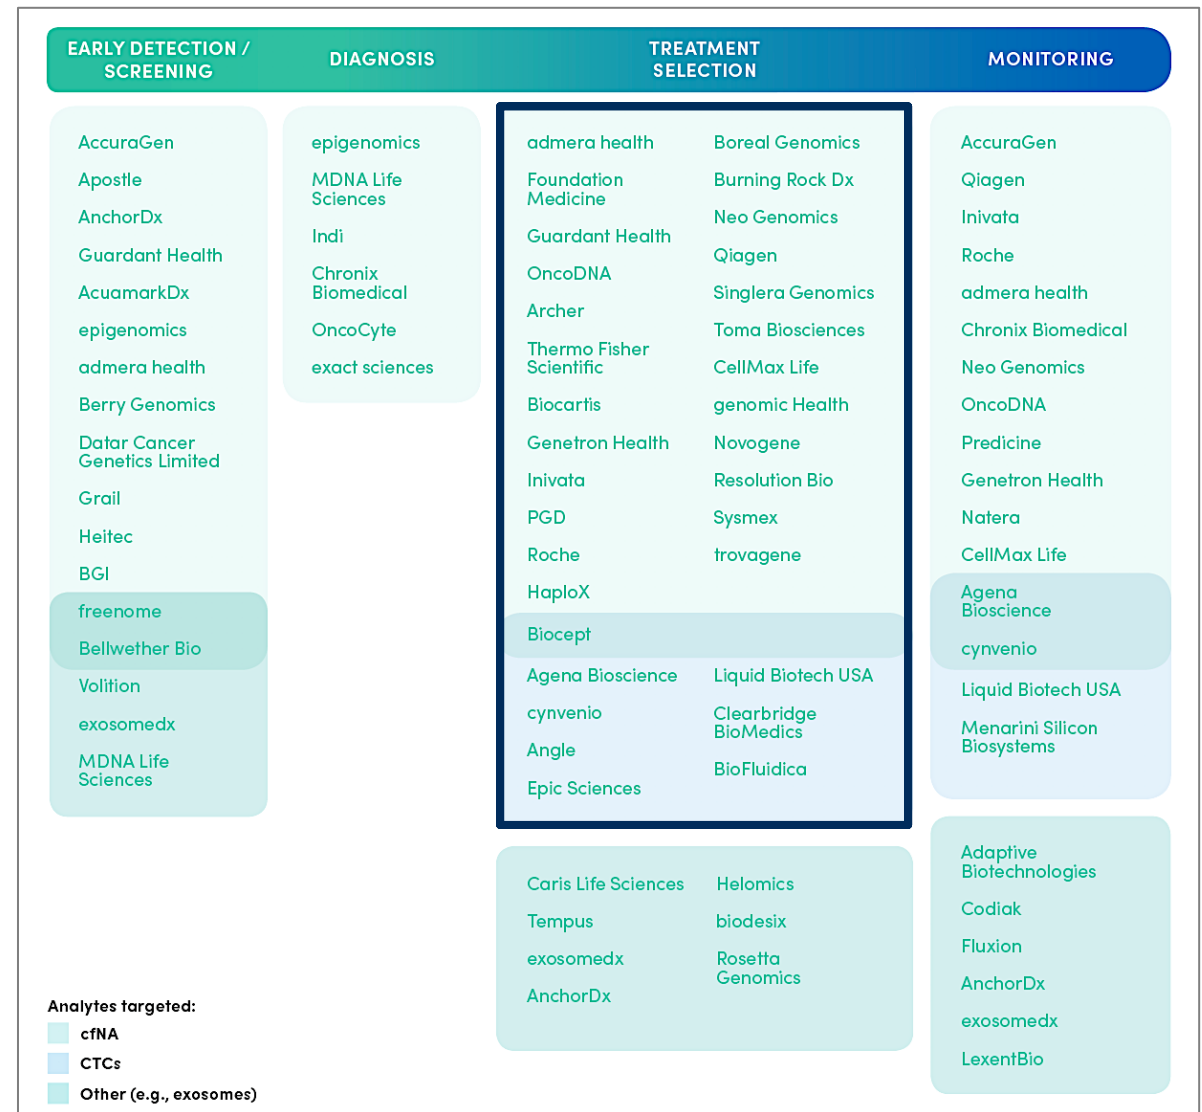 EARLY DETECTION /
SCREENING
DIAGNOSIS
TREATMENT
SELECTION
MONITORING
AccuraGen
Apostle
AnchorDx
Guardant Health
AcuamarkDx
epigenomics
admera health
Berry Genomics
Datar Cancer
Genetics Limited
Grail
Heitec
BGI
freenome
Bellwether Bio
Volition
exosomedx
MDNA Life
Sciences
epigenomics
MDNA Life
Sciences
Indi
Chronix
Biomedical
OncoCyte
exact sciences
admera health
Foundation
Medicine
Guardant Health
OncoDNA
Archer
Thermo Fisher
Scientific
Biocartis
Genetron Health
Inivata
PGD
Roche
HaploX
Boreal Genomics
Burning Rock Dx
Neo Genomics
Qiagen
Singlera Genomics
Toma Biosciences
CellMax Life
genomic Health
Novogene
Resolution Bio
Sysmex
trovagene
Biocept
Agena Bioscience
cynvenio
Angle
Epic Sciences
Liquid Biotech USA
Clearbridge
BioMedics
BioFluidica
Caris Life Sciences
Tempus
exosomedx
AnchorDx
Helomics
biodesix
Rosetta
Genomics
AccuraGen
Qiagen
Inivata
Roche
admera health
Chronix Biomedical
Neo Genomics
OncoDNA
Predicine
Genetron Health
Natera
CellMax Life
Agena
Bioscience
cynvenio
Liquid Biotech USA
Menarini Silicon
Biosystems
Adaptive
Biotechnologies
Codiak
Fluxion
AnchorDx
exosomedx
LexentBio
Analytes targeted:
cfNA
CTCs
Other (e.g., exosomes)